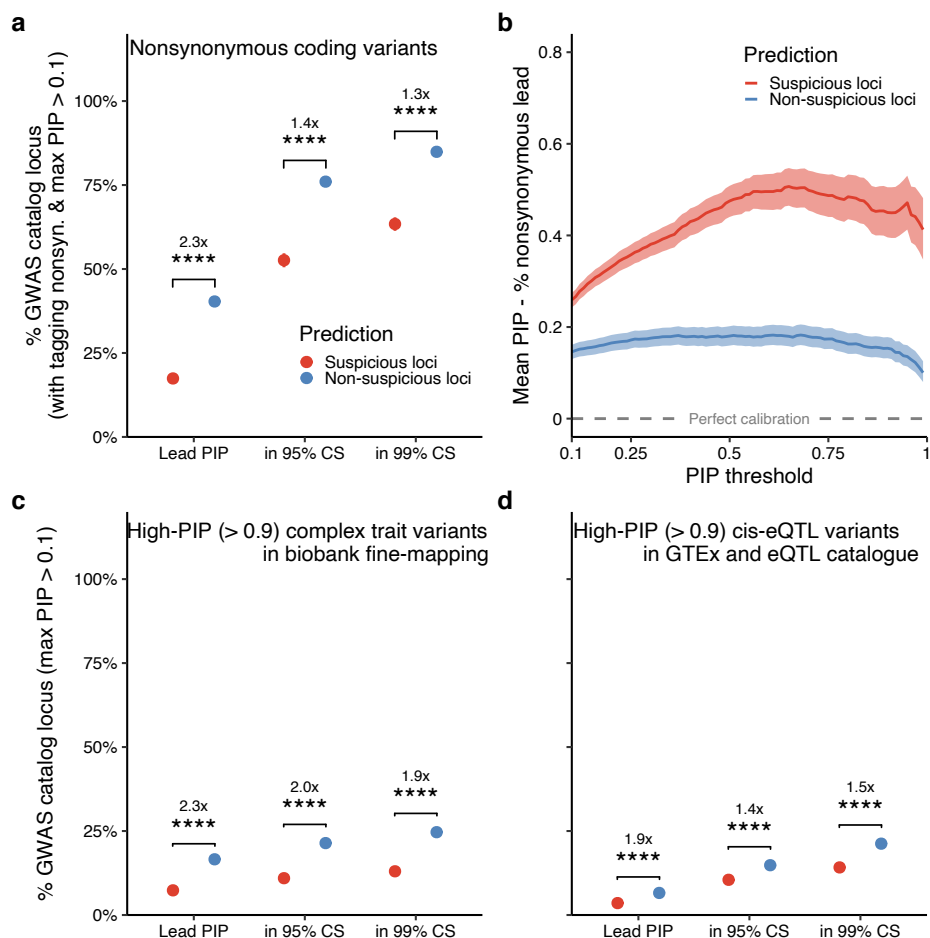 a
Nonsynonymous coding variants
% GWAS catalog locus
(with tagging nonsyn. & max PIP > 0.1)
100%
75%
50%
25%
0%
2.3x
****
1.4x
****
1.3x
****
Prediction
Suspicious loci
Non-suspicious loci
Lead PIP
in 95% CS
in 99% CS
b
Mean PIP - % nonsynonymous lead
0.8
0.6
0.4
0.2
0
Prediction
Suspicious loci
Non-suspicious loci
Perfect calibration
0.1
0.25
0.5
0.75
1
PIP threshold
c
High-PIP (> 0.9) complex trait variants
in biobank fine-mapping
% GWAS catalog locus (max PIP > 0.1)
100%
75%
50%
25%
0%
2.3x
****
2.0x
****
1.9x
****
Lead PIP
in 95% CS
in 99% CS
d
High-PIP (> 0.9) cis-eQTL variants
in GTEx and eQTL catalogue
1.9x
****
1.4x
****
1.5x
****
Lead PIP
in 95% CS
in 99% CS